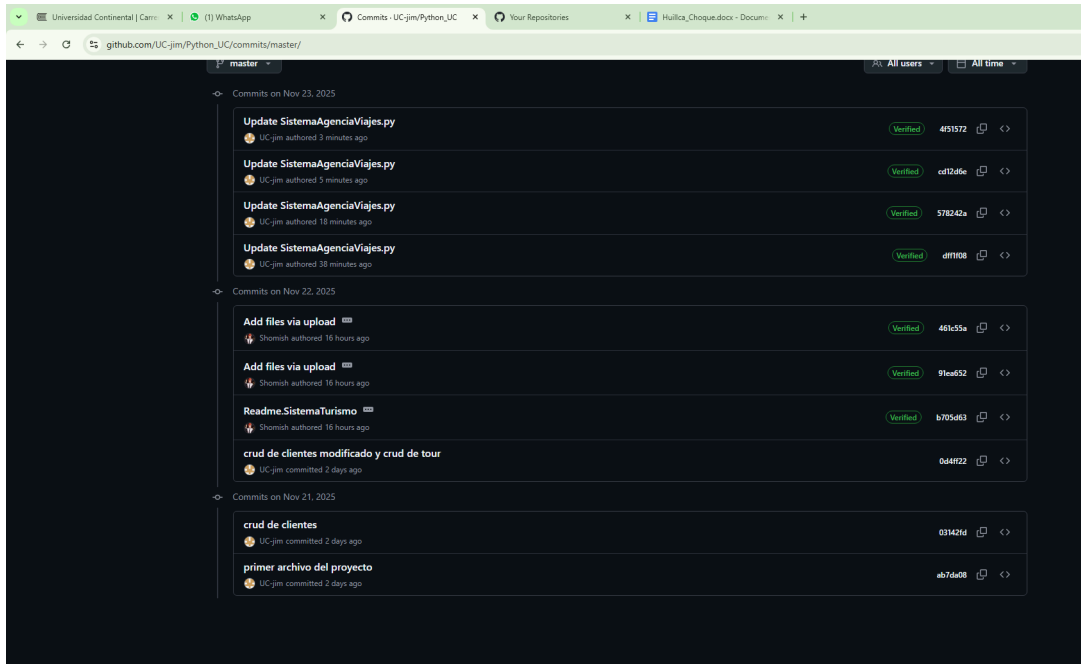 Universidad Continental | Carre
(1) WhatsApp
Commits · UC-jim/Python_UC
Your Repositories
Huillca_Choque.docx - Docume
github.com/UC-jim/Python_UC/commits/master/
master
All users
All time
Commits on Nov 23, 2025
Update SistemaAgenciaViajes.py
UC-jim authored 3 minutes ago
Verified
4f51572
Update SistemaAgenciaViajes.py
UC-jim authored 5 minutes ago
Verified
cd12d6e
Update SistemaAgenciaViajes.py
UC-jim authored 18 minutes ago
Verified
578242a
Update SistemaAgenciaViajes.py
UC-jim authored 38 minutes ago
Verified
dff1f08
Commits on Nov 22, 2025
Add files via upload
Shomish authored 16 hours ago
Verified
461c55a
Add files via upload
Shomish authored 16 hours ago
Verified
91ea652
Readme.SistemaTurismo
Shomish authored 16 hours ago
Verified
b705d63
crud de clientes modificado y crud de tour
UC-jim committed 2 days ago
0d4ff22
Commits on Nov 21, 2025
crud de clientes
UC-jim committed 2 days ago
03142fd
primer archivo del proyecto
UC-jim committed 2 days ago
ab7da08